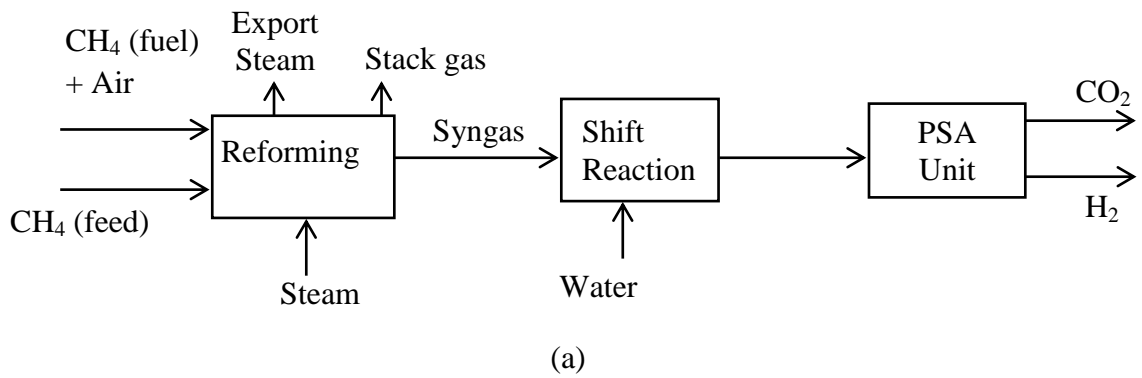 CH₄ (fuel)
+ Air
Export
Steam
Stack gas
CH₄ (feed)
Reforming
Steam
Syngas
Shift
Reaction
Water
PSA
Unit
CO₂
H₂
(a)